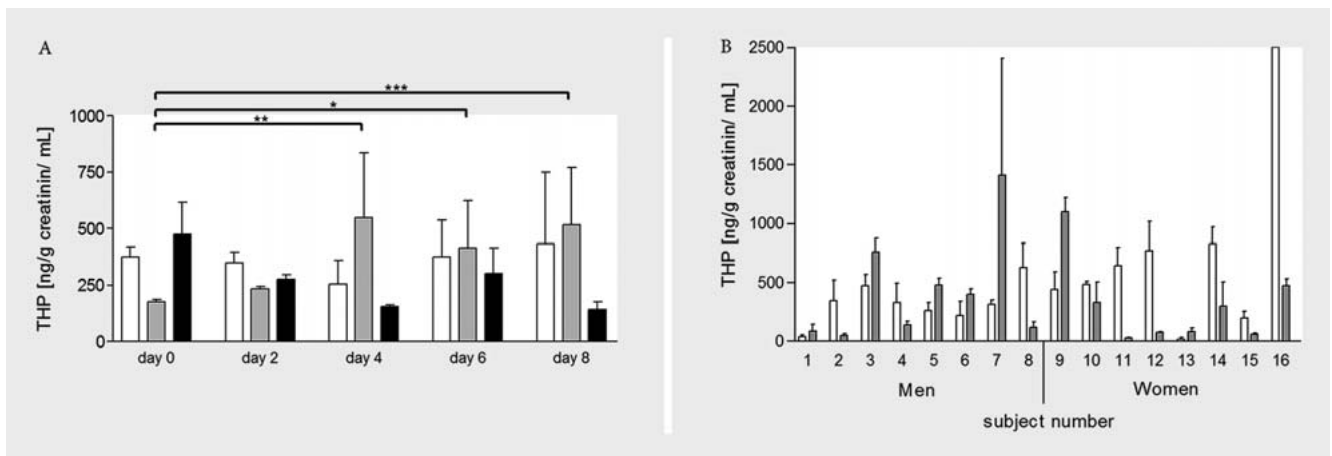 A
***
*
**
1000
750
500
250
0
THP [ng/g creatinin/ mL]
day 0 day 2 day 4 day 6 day 8
B
2500
2500
1000
500
0
THP [ng/g creatinin/ mL]
1 2 3 4 5 6 7 8 9 10 11 12 13 14 15 16
Men Women
subject number